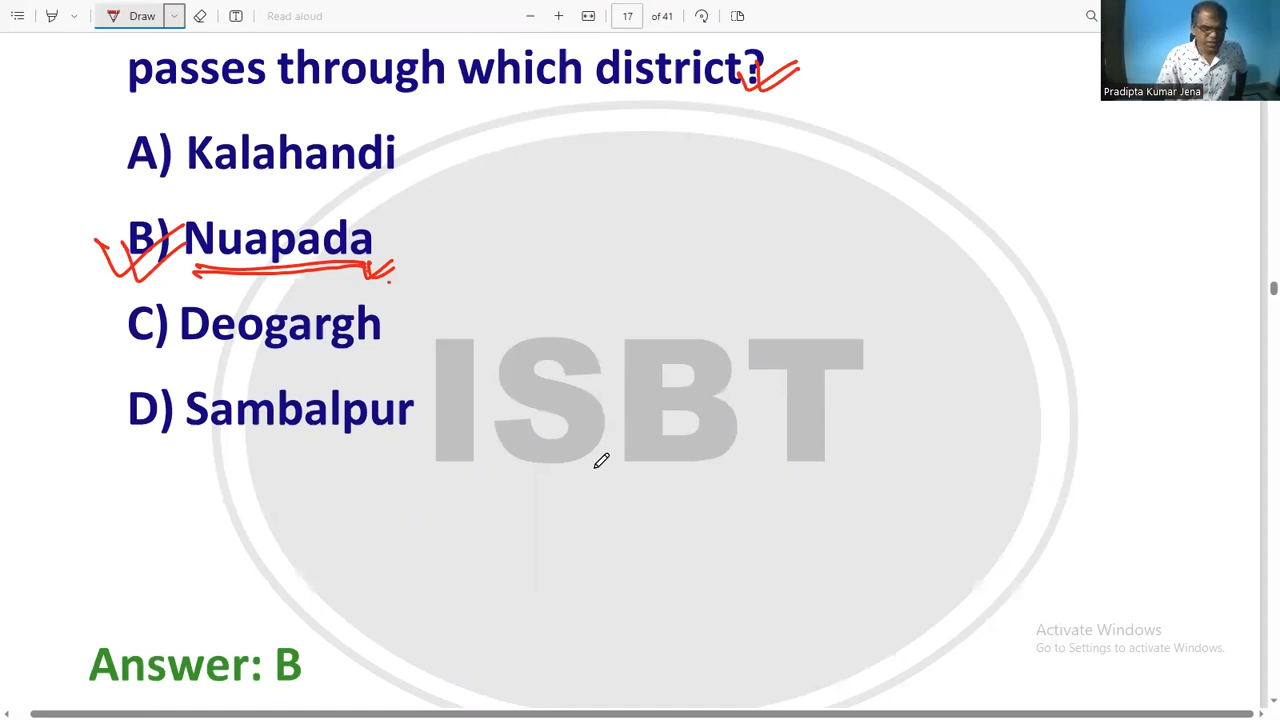 Draw
Read aloud
17
of 41
Pradipta Kumar Jena
passes through which district?
A) Kalahandi
B) Nuapada
C) Deogargh
D) Sambalpur
ISBT
Activate Windows
Go to Settings to activate Windows.
Answer: B